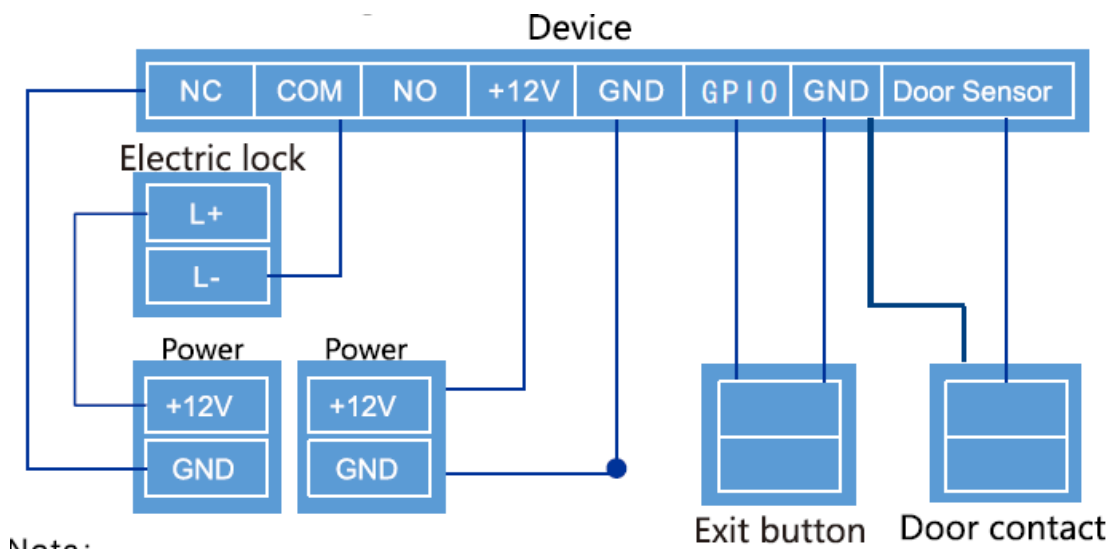 Device
NC COM NO +12V GND GPIO GND Door Sensor
Electric lock
L+
L-
Power Power
+12V +12V
GND GND
Exit button Door contact
Note: